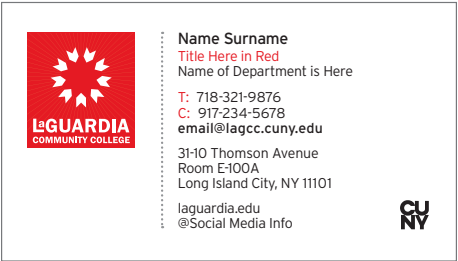 LaGUARDIA
COMMUNITY COLLEGE
Name Surname
Title Here in Red
Name of Department is Here
T: 718-321-9876
C: 917-234-5678
email@lagcc.cuny.edu
31-10 Thomson Avenue
Room E-100A
Long Island City, NY 11101
laguardia.edu
@Social Media Info
CU
NY